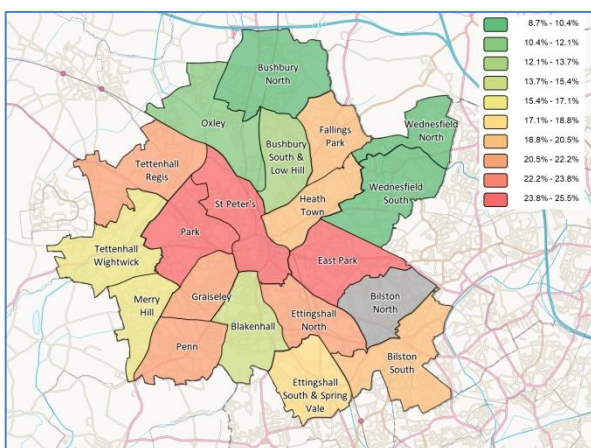 8.7% - 10.4%
10.4% - 12.1%
12.1% - 13.7%
13.7% - 15.4%
15.4% - 17.1%
17.1% - 18.8%
18.8% - 20.5%
20.5% - 22.2%
22.2% - 23.8%
23.8% - 25.5%
Bushbury
North
Oxley
Bushbury
South &
Low Hill
Fallings
Park
Wednesfield
North
Wednesfield
South
Tettenhall
Regis
St Peter's
Heath
Town
Park
East Park
Tettenhall
Wightwick
Merry
Hill
Graiseley
Blakenhall
Ettingshall
North
Bilston
North
Penn
Ettingshall
South & Spring
Vale
Bilston
South